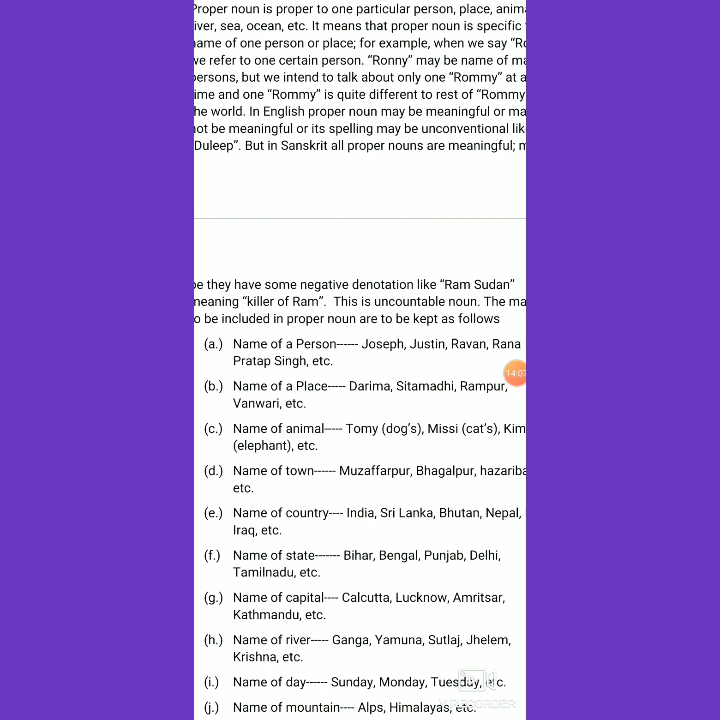 Proper noun is proper to one particular person, place, anim
iver, sea, ocean, etc. It means that proper noun is specific
name of one person or place; for example, when we say “Ro
we refer to one certain person. “Ronny” may be name of ma
persons, but we intend to talk about only one “Rommy” at a
ime and one “Rommy” is quite different to rest of “Rommy
he world. In English proper noun may be meaningful or ma
not be meaningful or its spelling may be unconventional lik
Duleep”. But in Sanskrit all proper nouns are meaningful; m
be they have some negative denotation like “Ram Sudan”
meaning “killer of Ram”. This is uncountable noun. The ma
o be included in proper noun are to be kept as follows
(a.) Name of a Person------ Joseph, Justin, Ravan, Rana
Pratap Singh, etc.
14:07
(b.) Name of a Place----- Darima, Sitamadhi, Rampur,
Vanwari, etc.
(c.) Name of animal----- Tomy (dog’s), Missi (cat’s), Kim
(elephant), etc.
(d.) Name of town------ Muzaffarpur, Bhagalpur, hazariba
etc.
(e.) Name of country---- India, Sri Lanka, Bhutan, Nepal,
Iraq, etc.
(f.) Name of state------- Bihar, Bengal, Punjab, Delhi,
Tamilnadu, etc.
(g.) Name of capital---- Calcutta, Lucknow, Amritsar,
Kathmandu, etc.
(h.) Name of river----- Ganga, Yamuna, Sutlaj, Jhelem,
Krishna, etc.
(i.) Name of day------ Sunday, Monday, Tuesday, etc.
(j.) Name of mountain---- Alps, Himalayas, etc.